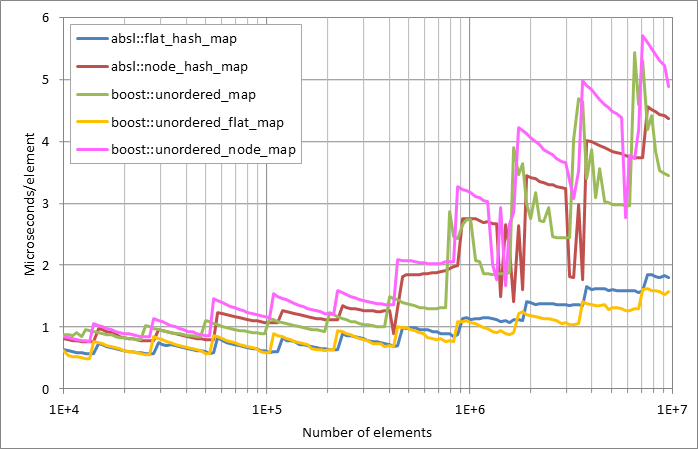 6
5
4
3
2
1
0
Microseconds/element
absl::flat_hash_map
absl::node_hash_map
boost::unordered_map
boost::unordered_flat_map
boost::unordered_node_map
1E+4
1E+5
1E+6
1E+7
Number of elements